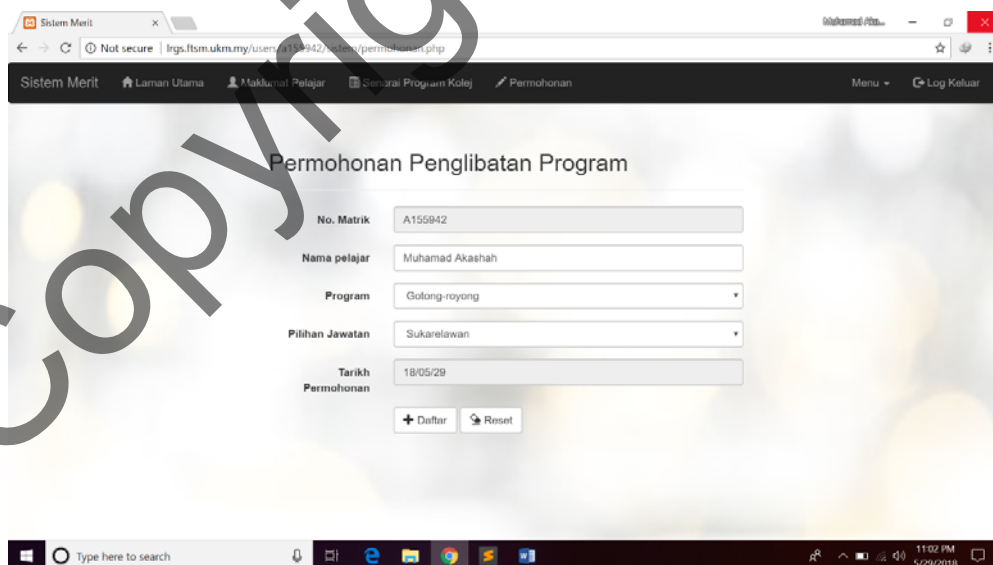 Sistem Merit
Not secure | lrgs.ftsm.ukm.my/users/a155942/sistem/permohonan.php
Sistem Merit Laman Utama Maklumat Pelajar Senarai Program Kolej Permohonan Menu Log Keluar
Permohonan Penglibatan Program
No. Matrik A155942
Nama pelajar Muhamad Akashah
Program Gotong-royong
Pilihan Jawatan Sukarelawan
Tarikh 18/05/29
Permohonan
Daftar Reset
Type here to search
11:02 PM
5/29/2018
Copyri